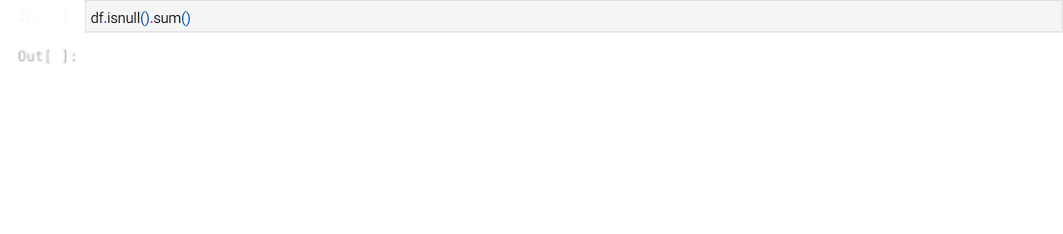 In [ ]:
df.isnull().sum()
Out[ ]: